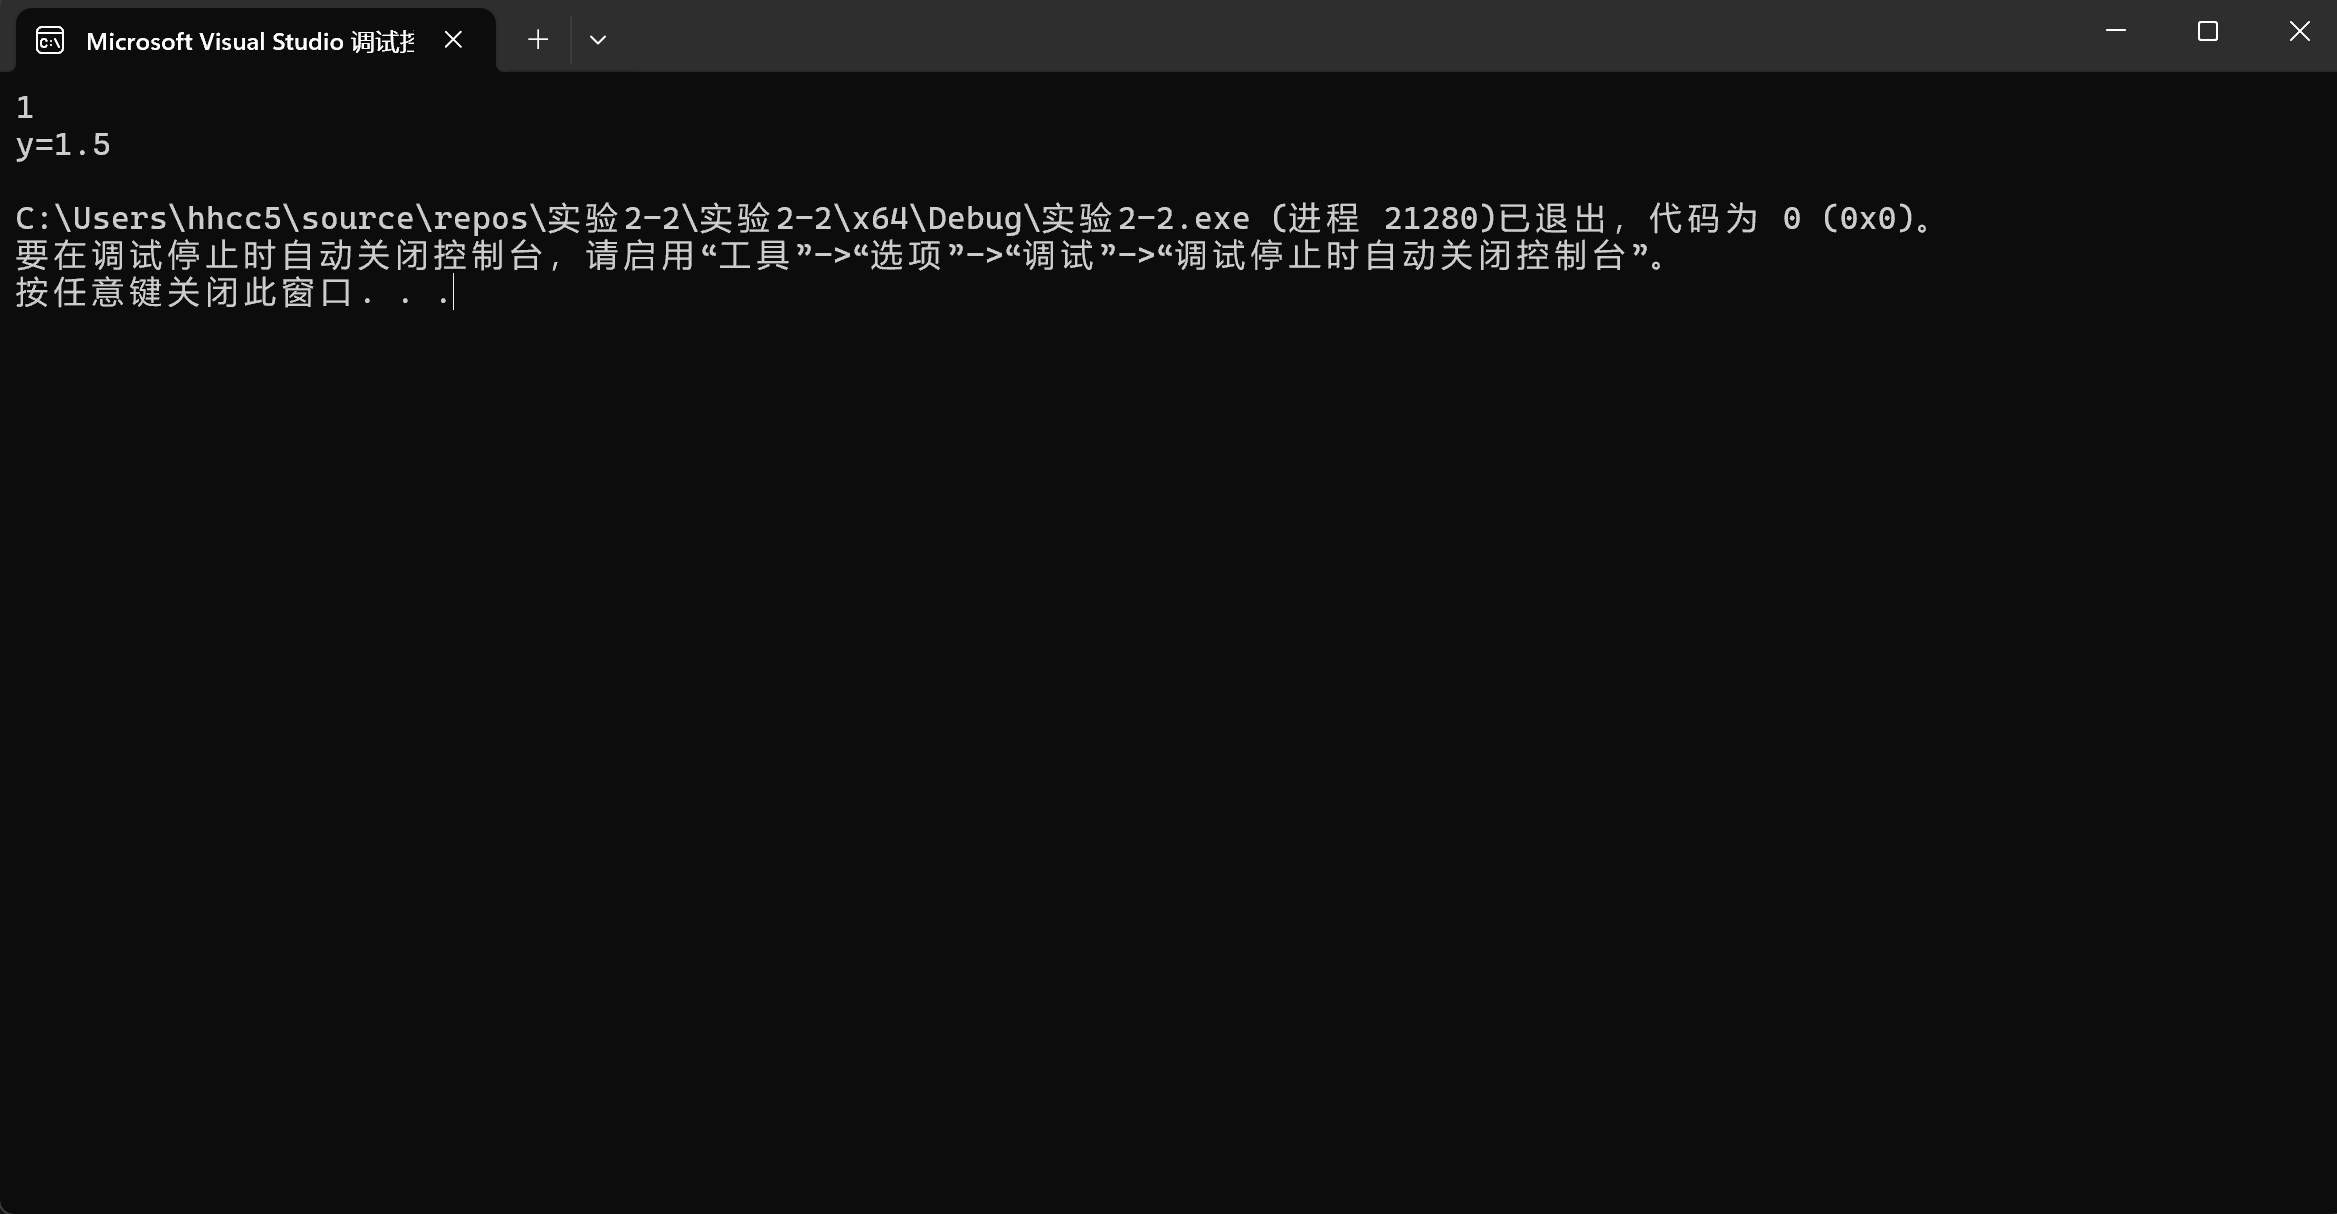 Microsoft Visual Studio 调试控
1
y=1.5
C:\Users\hhcc5\source\repos\实验2-2\实验2-2\x64\Debug\实验2-2.exe (进程 21280)已退出，代码为 0 (0x0)。
要在调试停止时自动关闭控制台，请启用“工具”->“选项”->“调试”->“调试停止时自动关闭控制台”。
按任意键关闭此窗口. . .